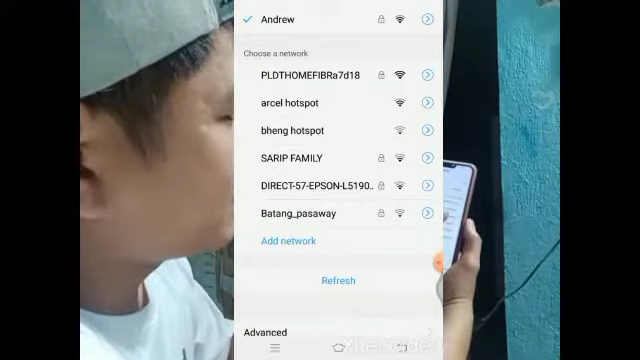 Andrew
Choose a network
PLDTHOMEFIBRa7d18
arcel hotspot
bheng hotspot
SARIP FAMILY
DIRECT-57-EPSON-L5190..
Batang_pasaway
Add network
Refresh
Advanced